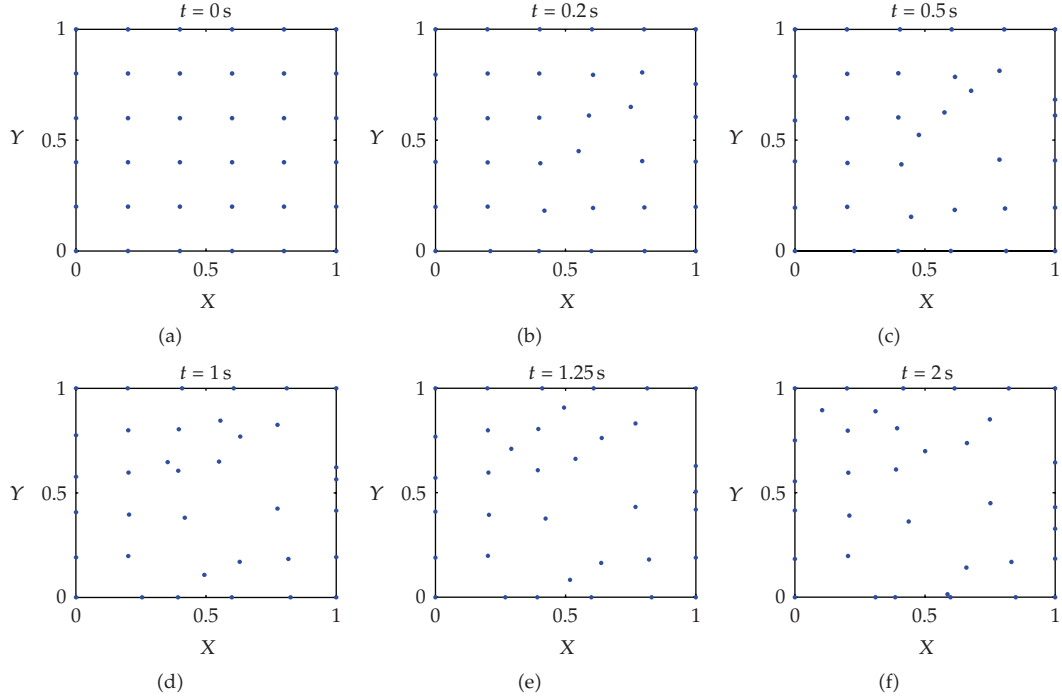 t = 0 s
1
Y 0.5
0
0 0.5 1
X
(a)
t = 0.2 s
1
Y 0.5
0
0 0.5 1
X
(b)
t = 0.5 s
1
Y 0.5
0
0 0.5 1
X
(c)
t = 1 s
1
Y 0.5
0
0 0.5 1
X
(d)
t = 1.25 s
1
Y 0.5
0
0 0.5 1
X
(e)
t = 2 s
1
Y 0.5
0
0 0.5 1
X
(f)